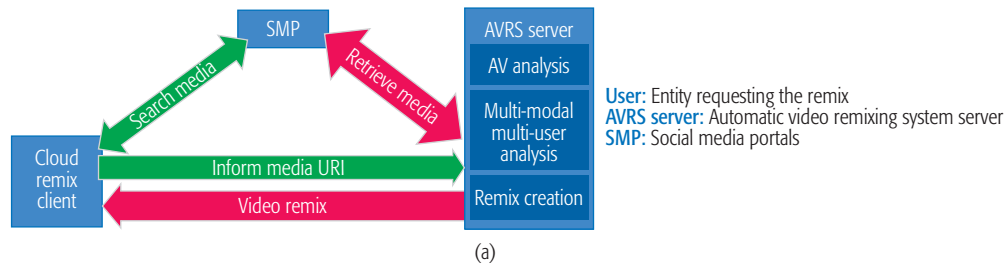 SMP
AVRS server
AV analysis
Multi-modal
multi-user
analysis
Remix creation
Search media
Retrieve media
Cloud
remix
client
Inform media URI
Video remix
User: Entity requesting the remix
AVRS server: Automatic video remixing system server
SMP: Social media portals
(a)